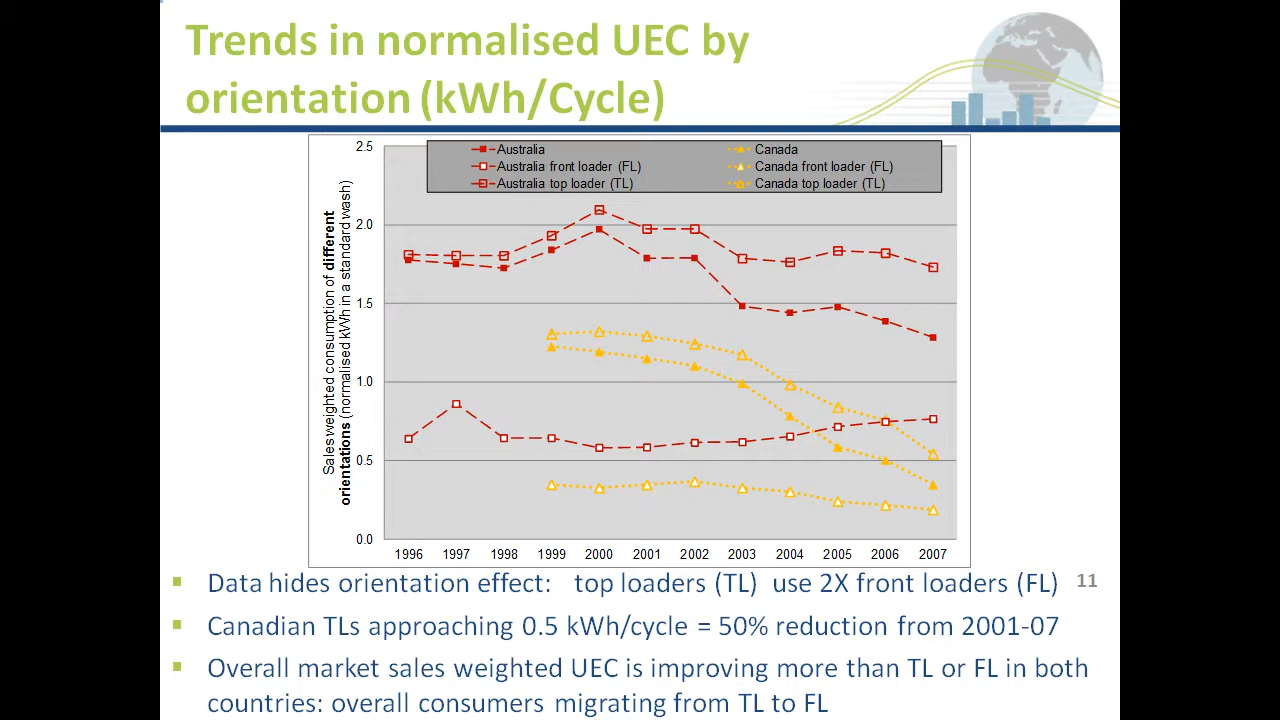 Trends in normalised UEC by
orientation (kWh/Cycle)
Australia
Canada
Australia front loader (FL)
Canada front loader (FL)
Australia top loader (TL)
Canada top loader (TL)
Sales weighted consumption of different
orientations (normalised kWh in a standard wash)
2.5
2.0
1.5
1.0
0.5
0.0
1996 1997 1998 1999 2000 2001 2002 2003 2004 2005 2006 2007
Data hides orientation effect: top loaders (TL) use 2X front loaders (FL)
11
Canadian TLs approaching 0.5 kWh/cycle = 50% reduction from 2001-07
Overall market sales weighted UEC is improving more than TL or FL in both
countries: overall consumers migrating from TL to FL